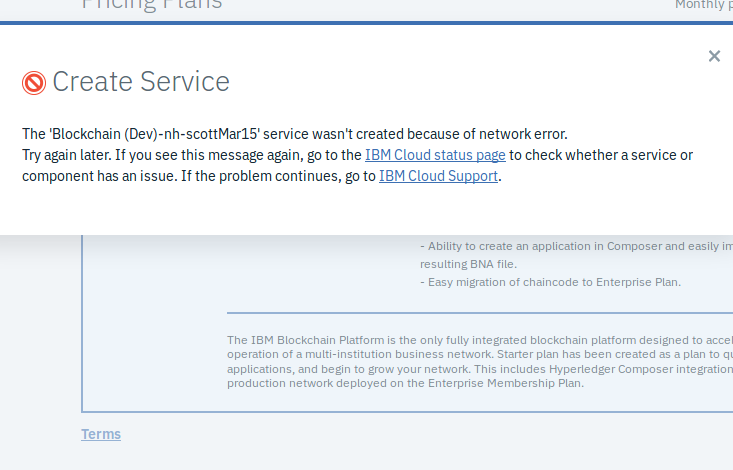 Pricing Plans
Monthly p
Create Service
The 'Blockchain (Dev)-nh-scottMar15' service wasn't created because of network error.
Try again later. If you see this message again, go to the IBM Cloud status page to check whether a service or
component has an issue. If the problem continues, go to IBM Cloud Support.
- Ability to create an application in Composer and easily im
resulting BNA file.
- Easy migration of chaincode to Enterprise Plan.
The IBM Blockchain Platform is the only fully integrated blockchain platform designed to accel
operation of a multi-institution business network. Starter plan has been created as a plan to qu
applications, and begin to grow your network. This includes Hyperledger Composer integration
production network deployed on the Enterprise Membership Plan.
Terms